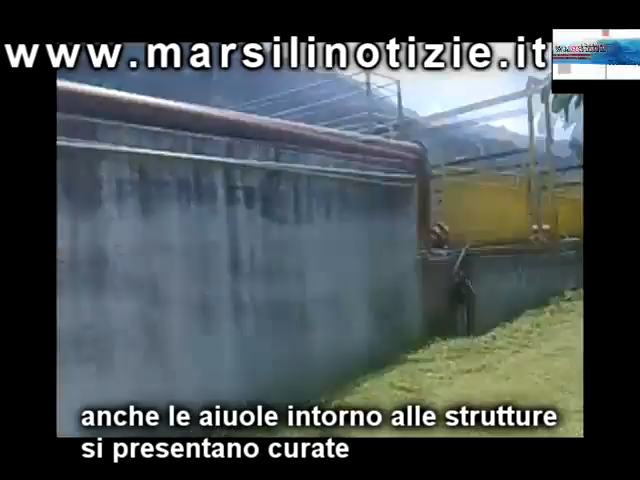 www.marsilinotizie.it
anche le aiuole intorno alle strutture
si presentano curate